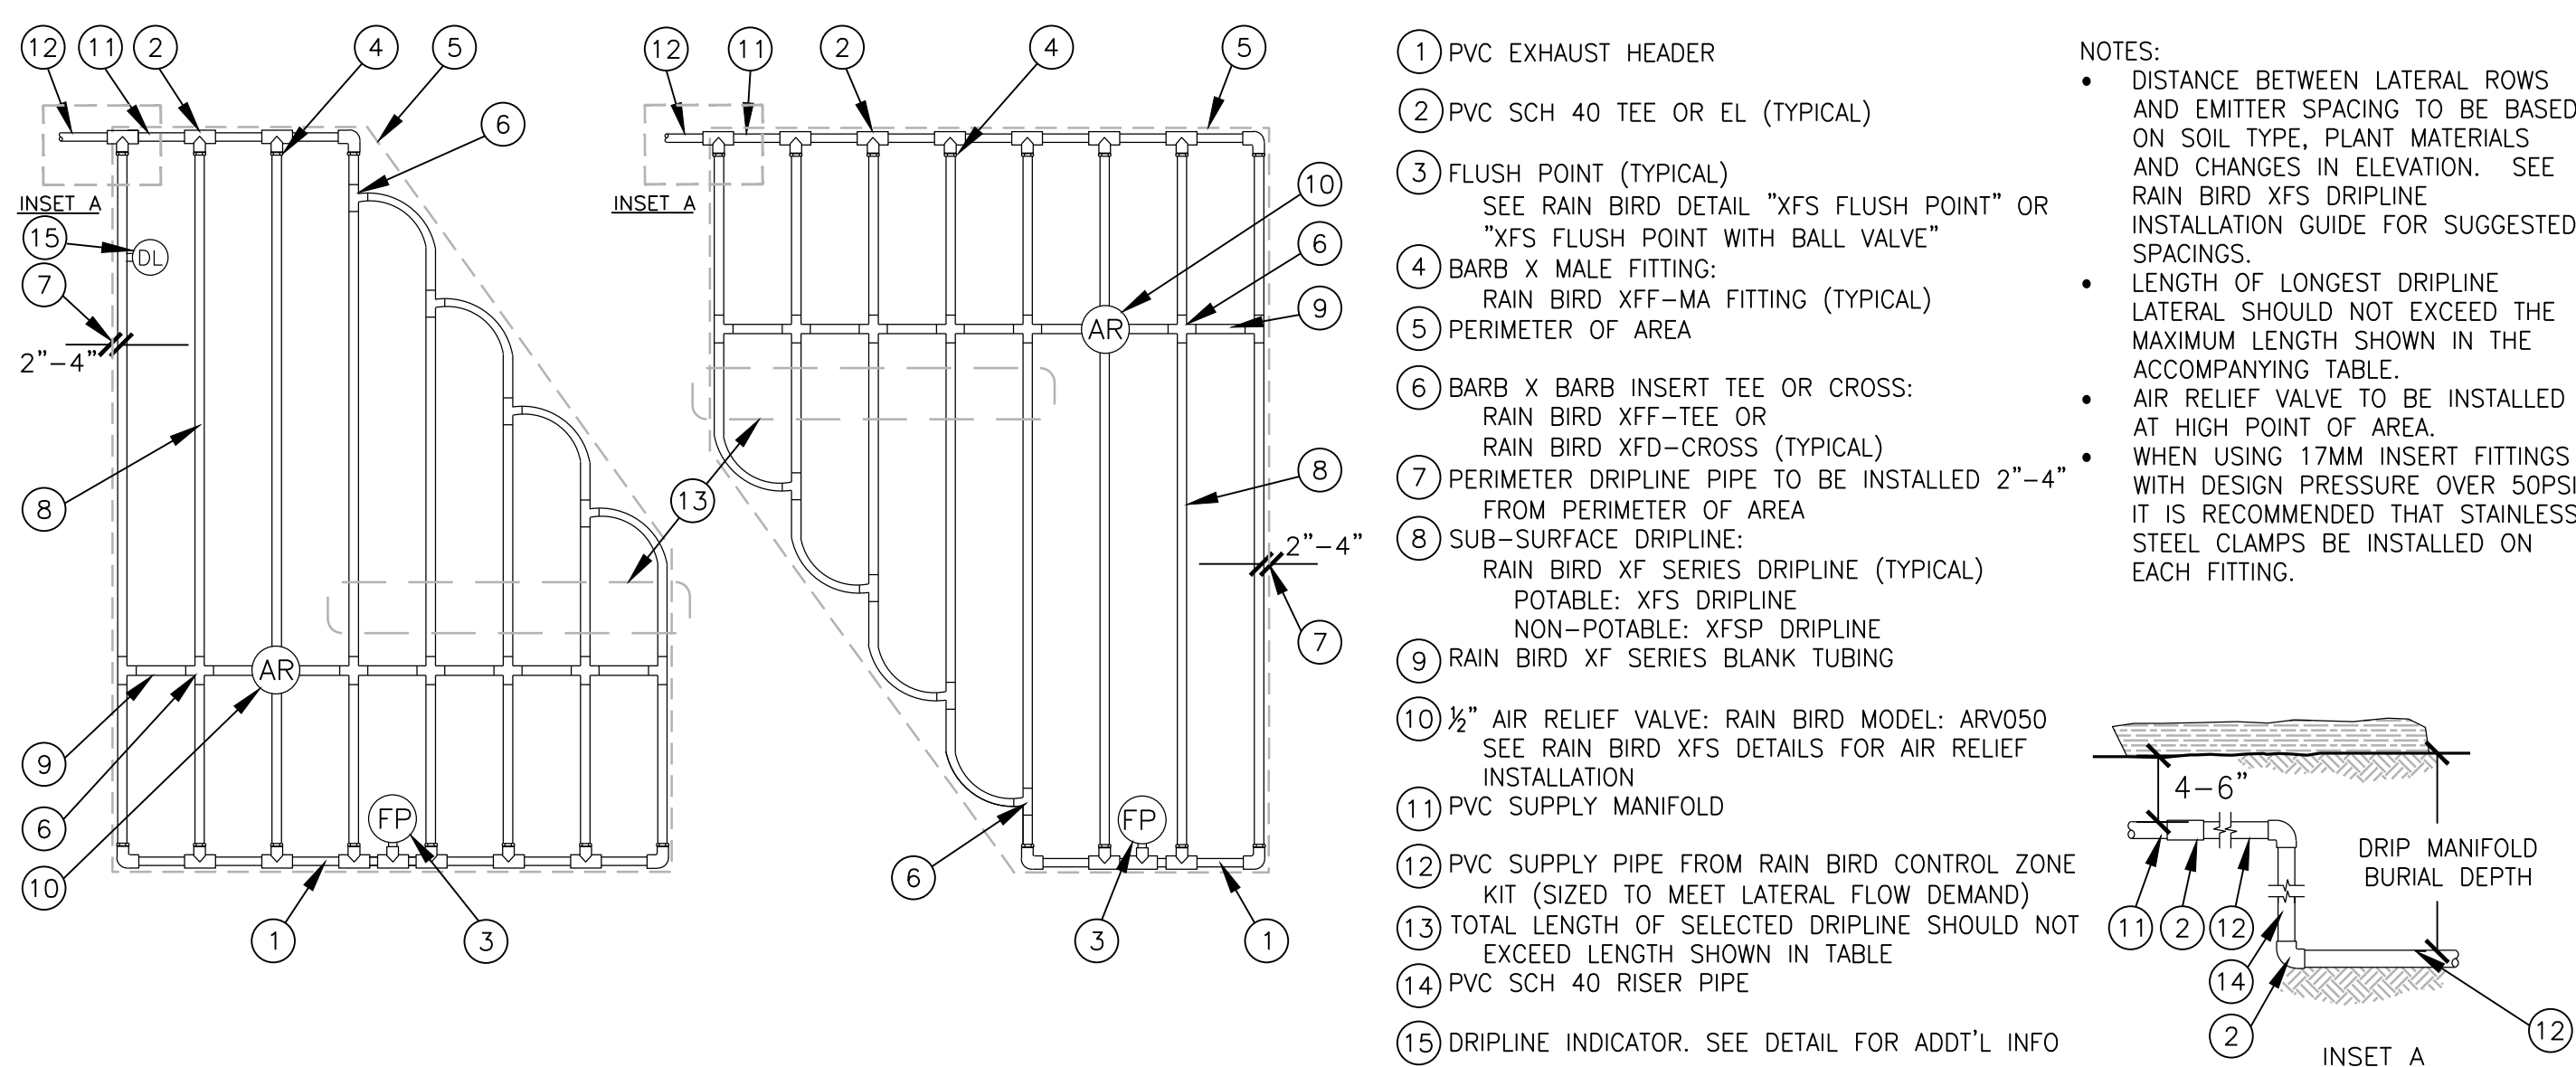 12 11 2 4 5
6
INSET A
15 DL
7
2"-4"
8
13
AR
9
6
10
FP
1 3
12 11 2 4 5
INSET A
10
6
9
AR
8
2"-4"
7
6
FP
3 1
1 PVC EXHAUST HEADER
2 PVC SCH 40 TEE OR EL (TYPICAL)
3 FLUSH POINT (TYPICAL)
SEE RAIN BIRD DETAIL "XFS FLUSH POINT" OR
"XFS FLUSH POINT WITH BALL VALVE"
4 BARB X MALE FITTING:
RAIN BIRD XFF-MA FITTING (TYPICAL)
5 PERIMETER OF AREA
6 BARB X BARB INSERT TEE OR CROSS:
RAIN BIRD XFF-TEE OR
RAIN BIRD XFD-CROSS (TYPICAL)
7 PERIMETER DRIPLINE PIPE TO BE INSTALLED 2"-4"
FROM PERIMETER OF AREA
8 SUB-SURFACE DRIPLINE:
RAIN BIRD XF SERIES DRIPLINE (TYPICAL)
POTABLE: XFS DRIPLINE
NON-POTABLE: XFSP DRIPLINE
9 RAIN BIRD XF SERIES BLANK TUBING
10 ½" AIR RELIEF VALVE: RAIN BIRD MODEL: ARV050
SEE RAIN BIRD XFS DETAILS FOR AIR RELIEF
INSTALLATION
11 PVC SUPPLY MANIFOLD
12 PVC SUPPLY PIPE FROM RAIN BIRD CONTROL ZONE
KIT (SIZED TO MEET LATERAL FLOW DEMAND)
13 TOTAL LENGTH OF SELECTED DRIPLINE SHOULD NOT
EXCEED LENGTH SHOWN IN TABLE
14 PVC SCH 40 RISER PIPE
15 DRIPLINE INDICATOR. SEE DETAIL FOR ADDT'L INFO
NOTES:
• DISTANCE BETWEEN LATERAL ROWS
AND EMITTER SPACING TO BE BASED
ON SOIL TYPE, PLANT MATERIALS
AND CHANGES IN ELEVATION. SEE
RAIN BIRD XFS DRIPLINE
INSTALLATION GUIDE FOR SUGGESTED
SPACINGS.
• LENGTH OF LONGEST DRIPLINE
LATERAL SHOULD NOT EXCEED THE
MAXIMUM LENGTH SHOWN IN THE
ACCOMPANYING TABLE.
• AIR RELIEF VALVE TO BE INSTALLED
AT HIGH POINT OF AREA.
• WHEN USING 17MM INSERT FITTINGS
WITH DESIGN PRESSURE OVER 50PSI
IT IS RECOMMENDED THAT STAINLESS
STEEL CLAMPS BE INSTALLED ON
EACH FITTING.
4-6"
DRIP MANIFOLD
BURIAL DEPTH
11 2 12
14
2
12
INSET A